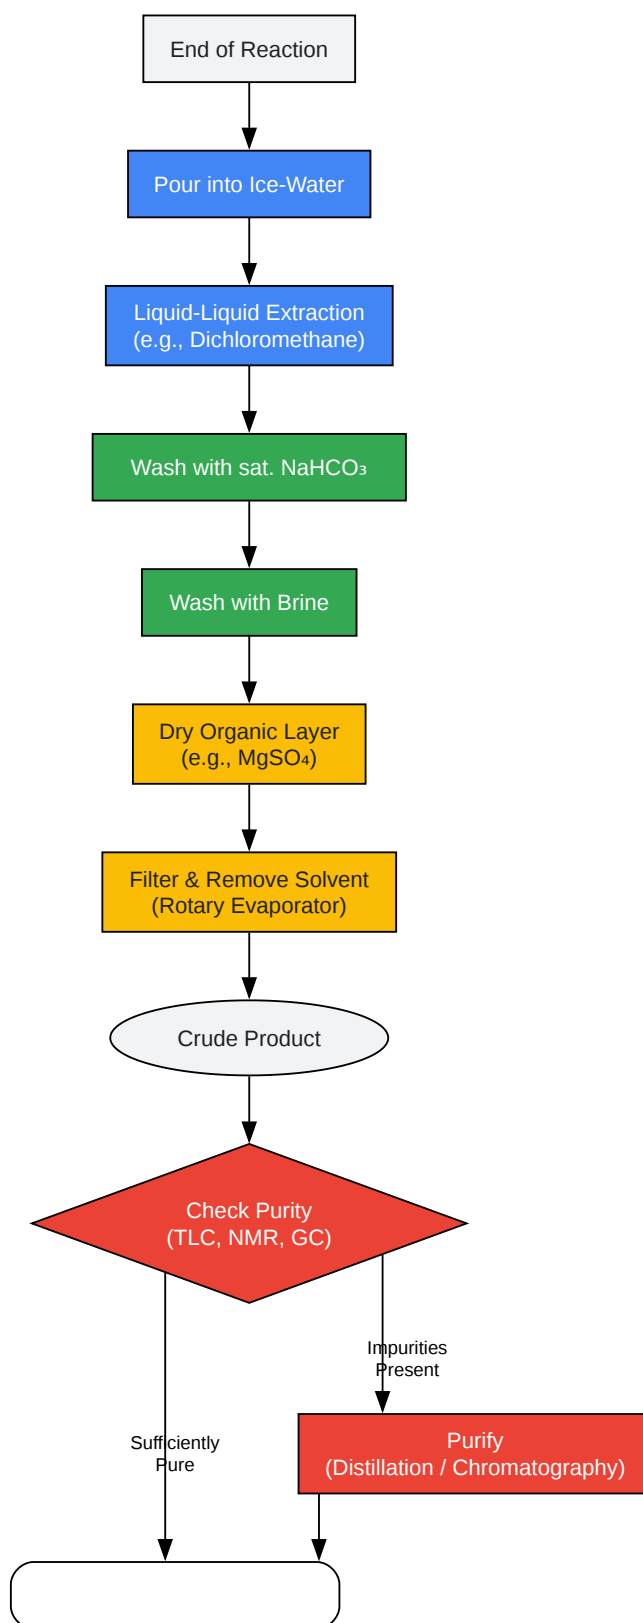 End of Reaction
Pour into Ice-Water
Liquid-Liquid Extraction
(e.g., Dichloromethane)
Wash with sat. NaHCO₃
Wash with Brine
Dry Organic Layer
(e.g., MgSO₄)
Filter & Remove Solvent
(Rotary Evaporator)
Crude Product
Check Purity
(TLC, NMR, GC)
Impurities
Present
Sufficiently
Pure
Purify
(Distillation / Chromatography)